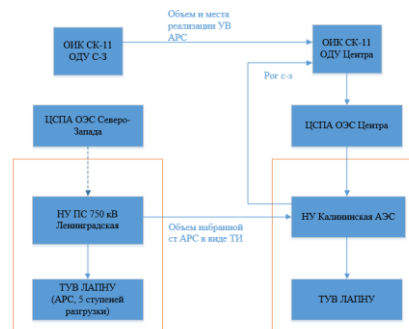 Объем и места
реализации УВ
АРС
ОИК СК-11
ОДУ С-З
ОИК СК-11
ОДУ Центра
Pог с-з
ЦСПА ОЭС Северо-
Запада
ЦСПА ОЭС Центра
НУ ПС 750 кВ
Ленинградская
НУ Калининская АЭС
Объем набранной
ст АРС в виде ТИ
ТУВ ЛАПНУ
(АРС, 5 ступеней
разгрузки)
ТУВ ЛАПНУ